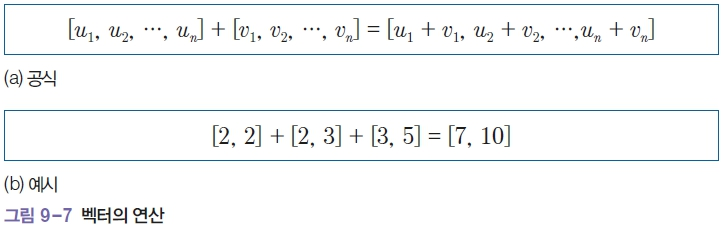 [u₁, u₂, ⋯, uₙ] + [v₁, v₂, ⋯, vₙ] = [u₁ + v₁, u₂ + v₂, ⋯,uₙ + vₙ]
(a) 공식
[2, 2] + [2, 3] + [3, 5] = [7, 10]
(b) 예시
그림 9-7 벡터의 연산